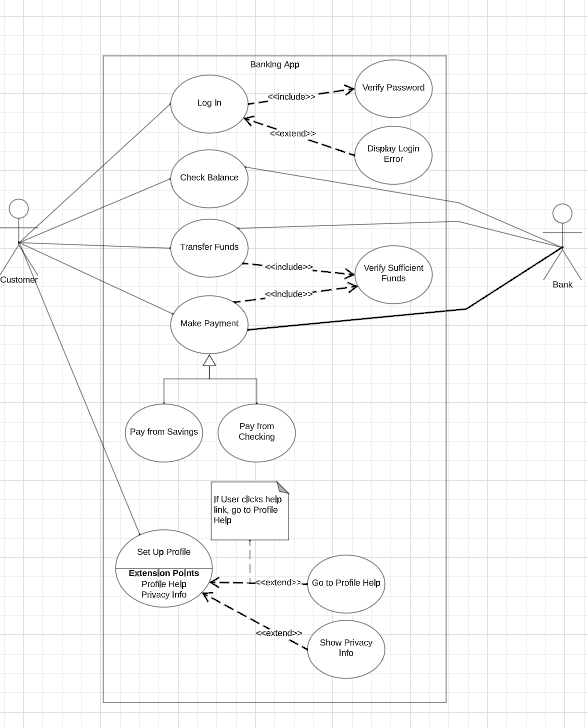 Banking App
Log In
<<include>>
Verify Password
<<extend>>
Display Login
Error
Check Balance
Transfer Funds
<<include>>
Verify Sufficient
Funds
<<include>>
Make Payment
Customer
Bank
Pay from Savings
Pay from
Checking
If User clicks help
link, go to Profile
Help
Set Up Profile
Extension Points
Profile Help
Privacy Info
<<extend>>
Go to Profile Help
<<extend>>
Show Privacy
Info